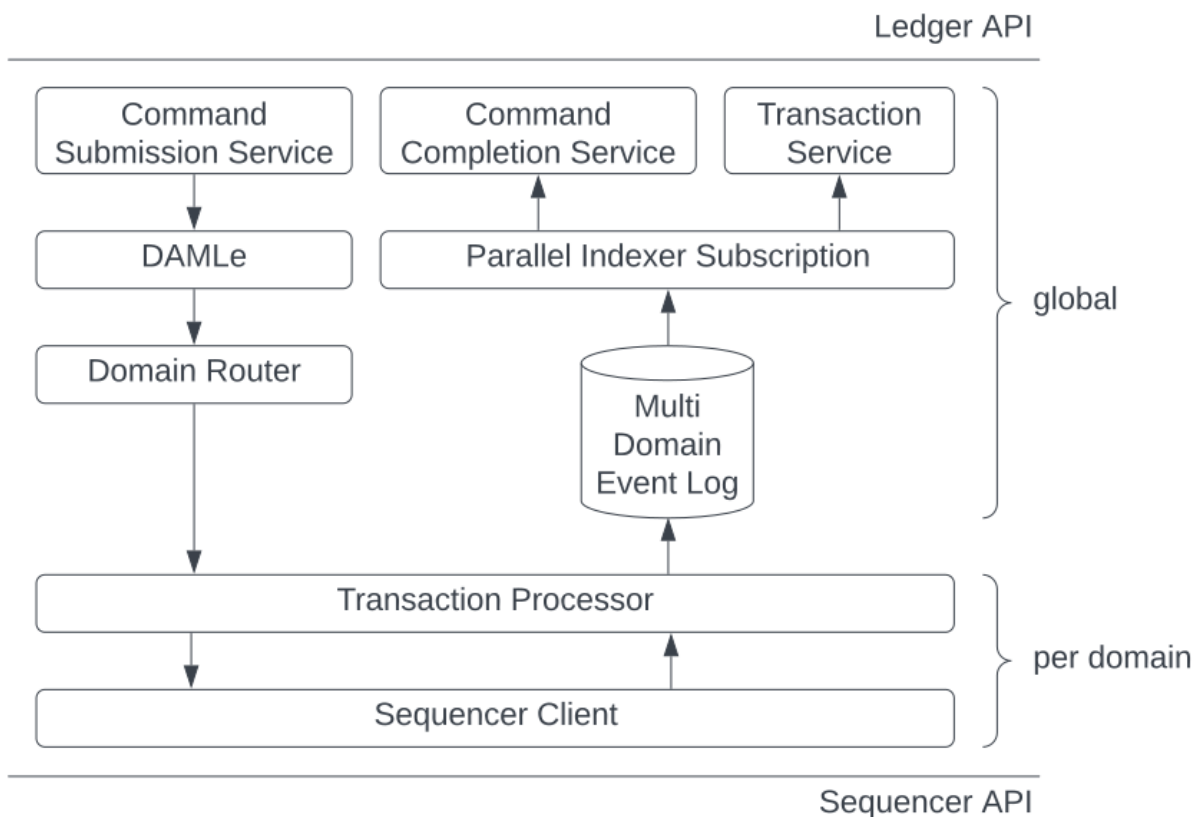 Ledger API
Command
Submission Service
Command
Completion Service
Transaction
Service
DAMLe
Parallel Indexer Subscription
global
Domain Router
Multi
Domain
Event Log
Transaction Processor
per domain
Sequencer Client
Sequencer API